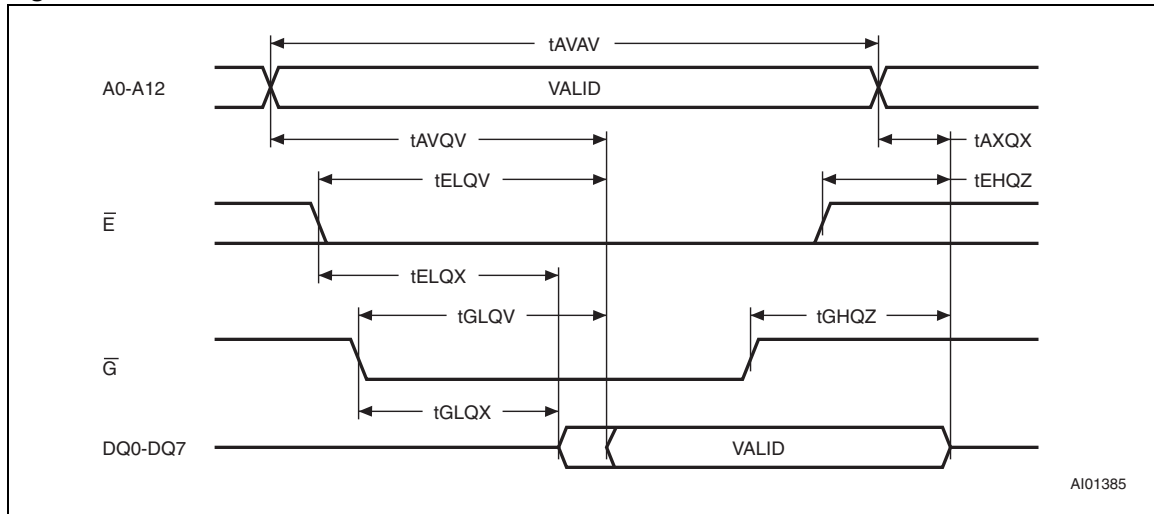 tAVAV
A0-A12
VALID
tAVQV
tAXQX
tELQV
tEHQZ
E̅
tELQX
tGLQV
tGHQZ
G̅
tGLQX
DQ0-DQ7
VALID
AI01385